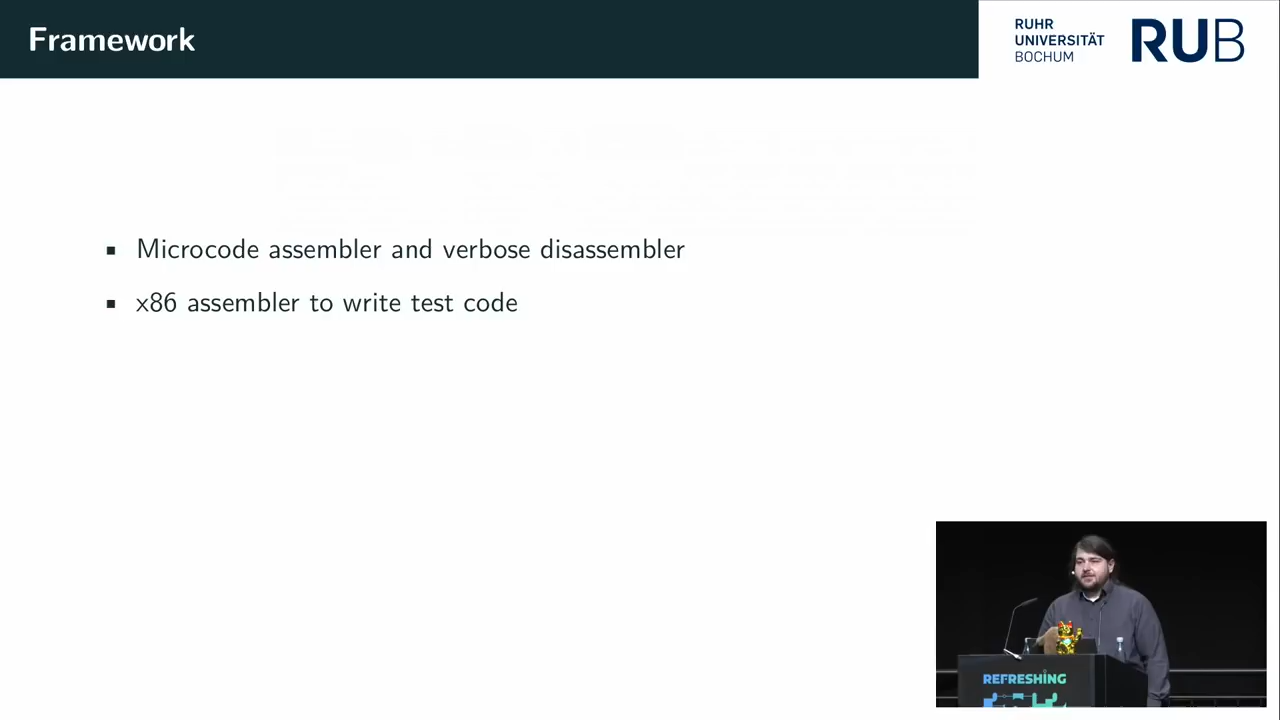 Framework
RUHR
UNIVERSITÄT
BOCHUM
RUB
▪ Microcode assembler and verbose disassembler
▪ x86 assembler to write test code
REFRESHING